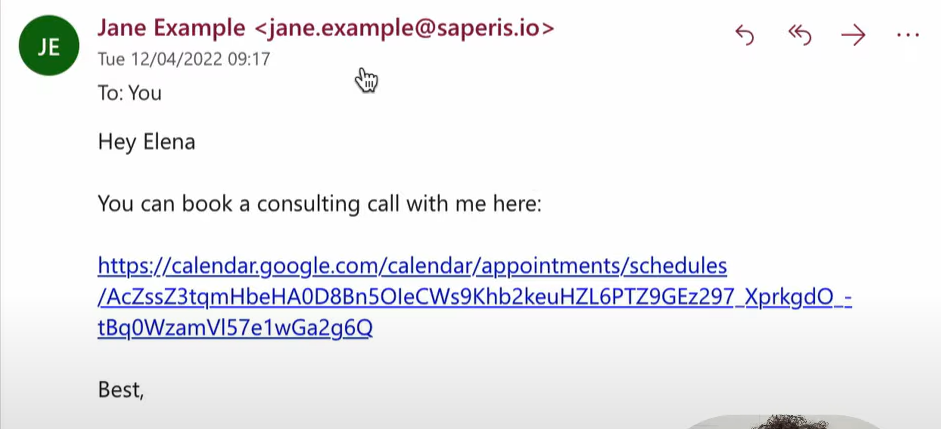 JE
Jane Example <jane.example@saperis.io>
Tue 12/04/2022 09:17
To: You
Hey Elena
You can book a consulting call with me here:
https://calendar.google.com/calendar/appointments/schedules
/AcZssZ3tqmHbeHA0D8Bn5OIeCWs9Khb2keuHZL6PTZ9GEz297_XprkgdO_-
tBq0WzamVl57e1wGa2g6Q
Best,